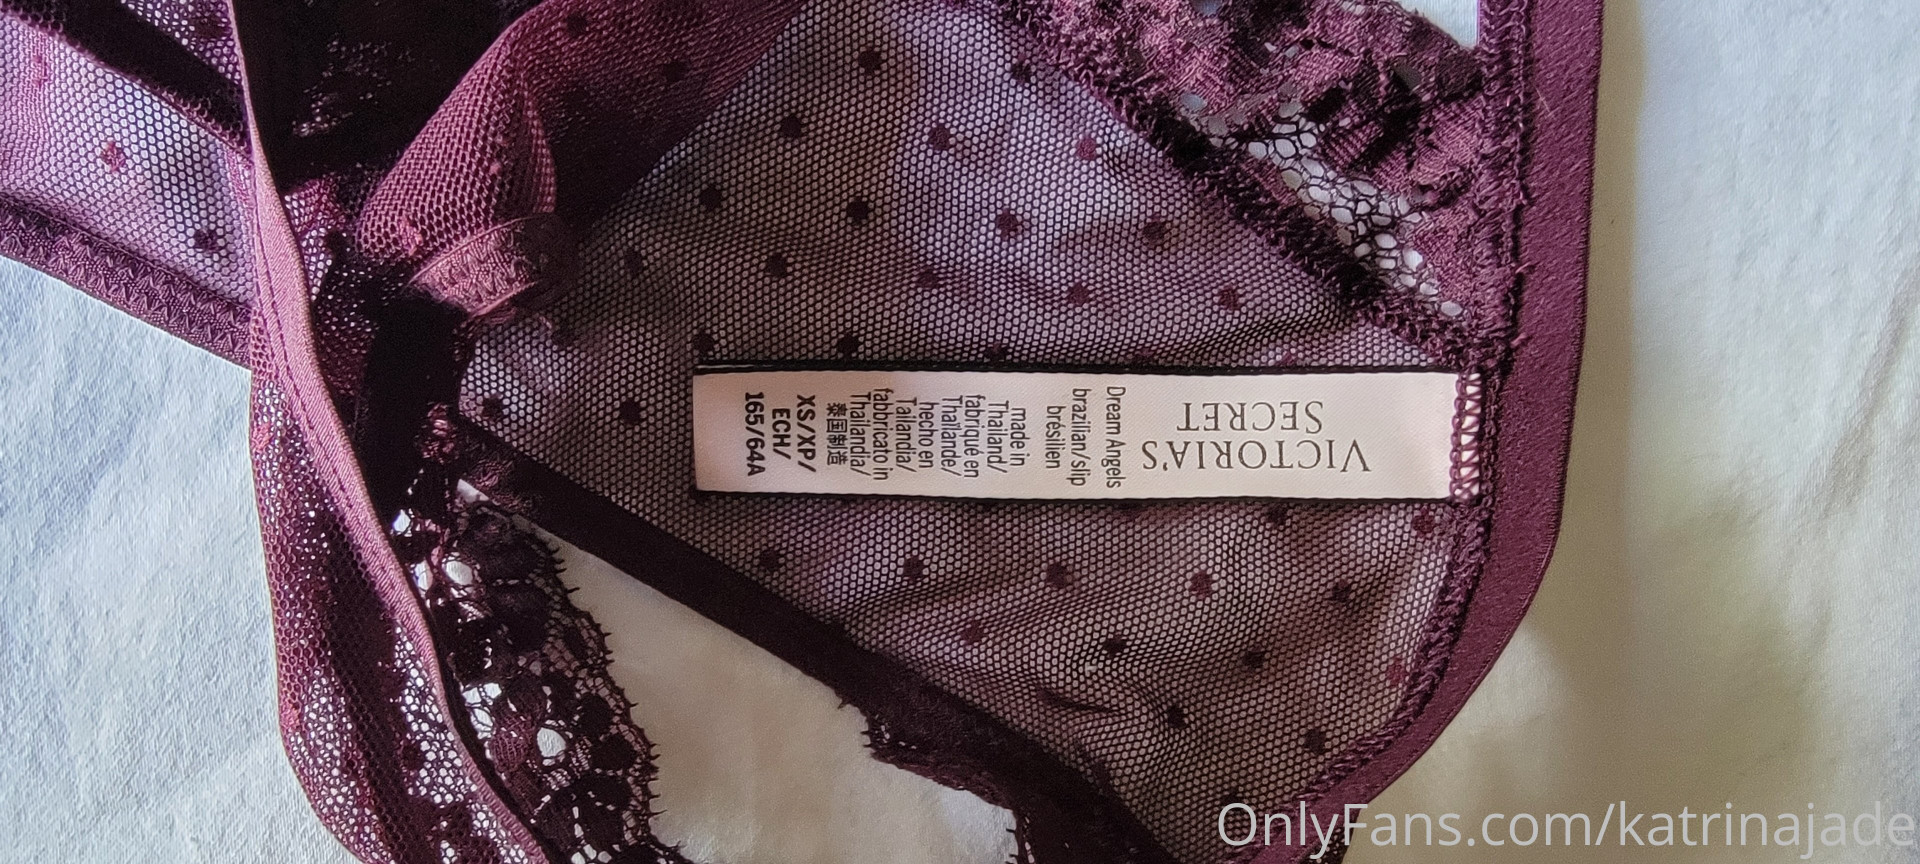 VICTORIA'S
SECRET
Dream Angels
brazilian/slip
brésilien
made in
Thailand/
fabriqué en
Thaïlande/
hecho en
Tailandia/
fabbricato in
Thailandia/
泰国制造
XS/XP/
ECH/
165/64A
OnlyFans.com/katrinajade